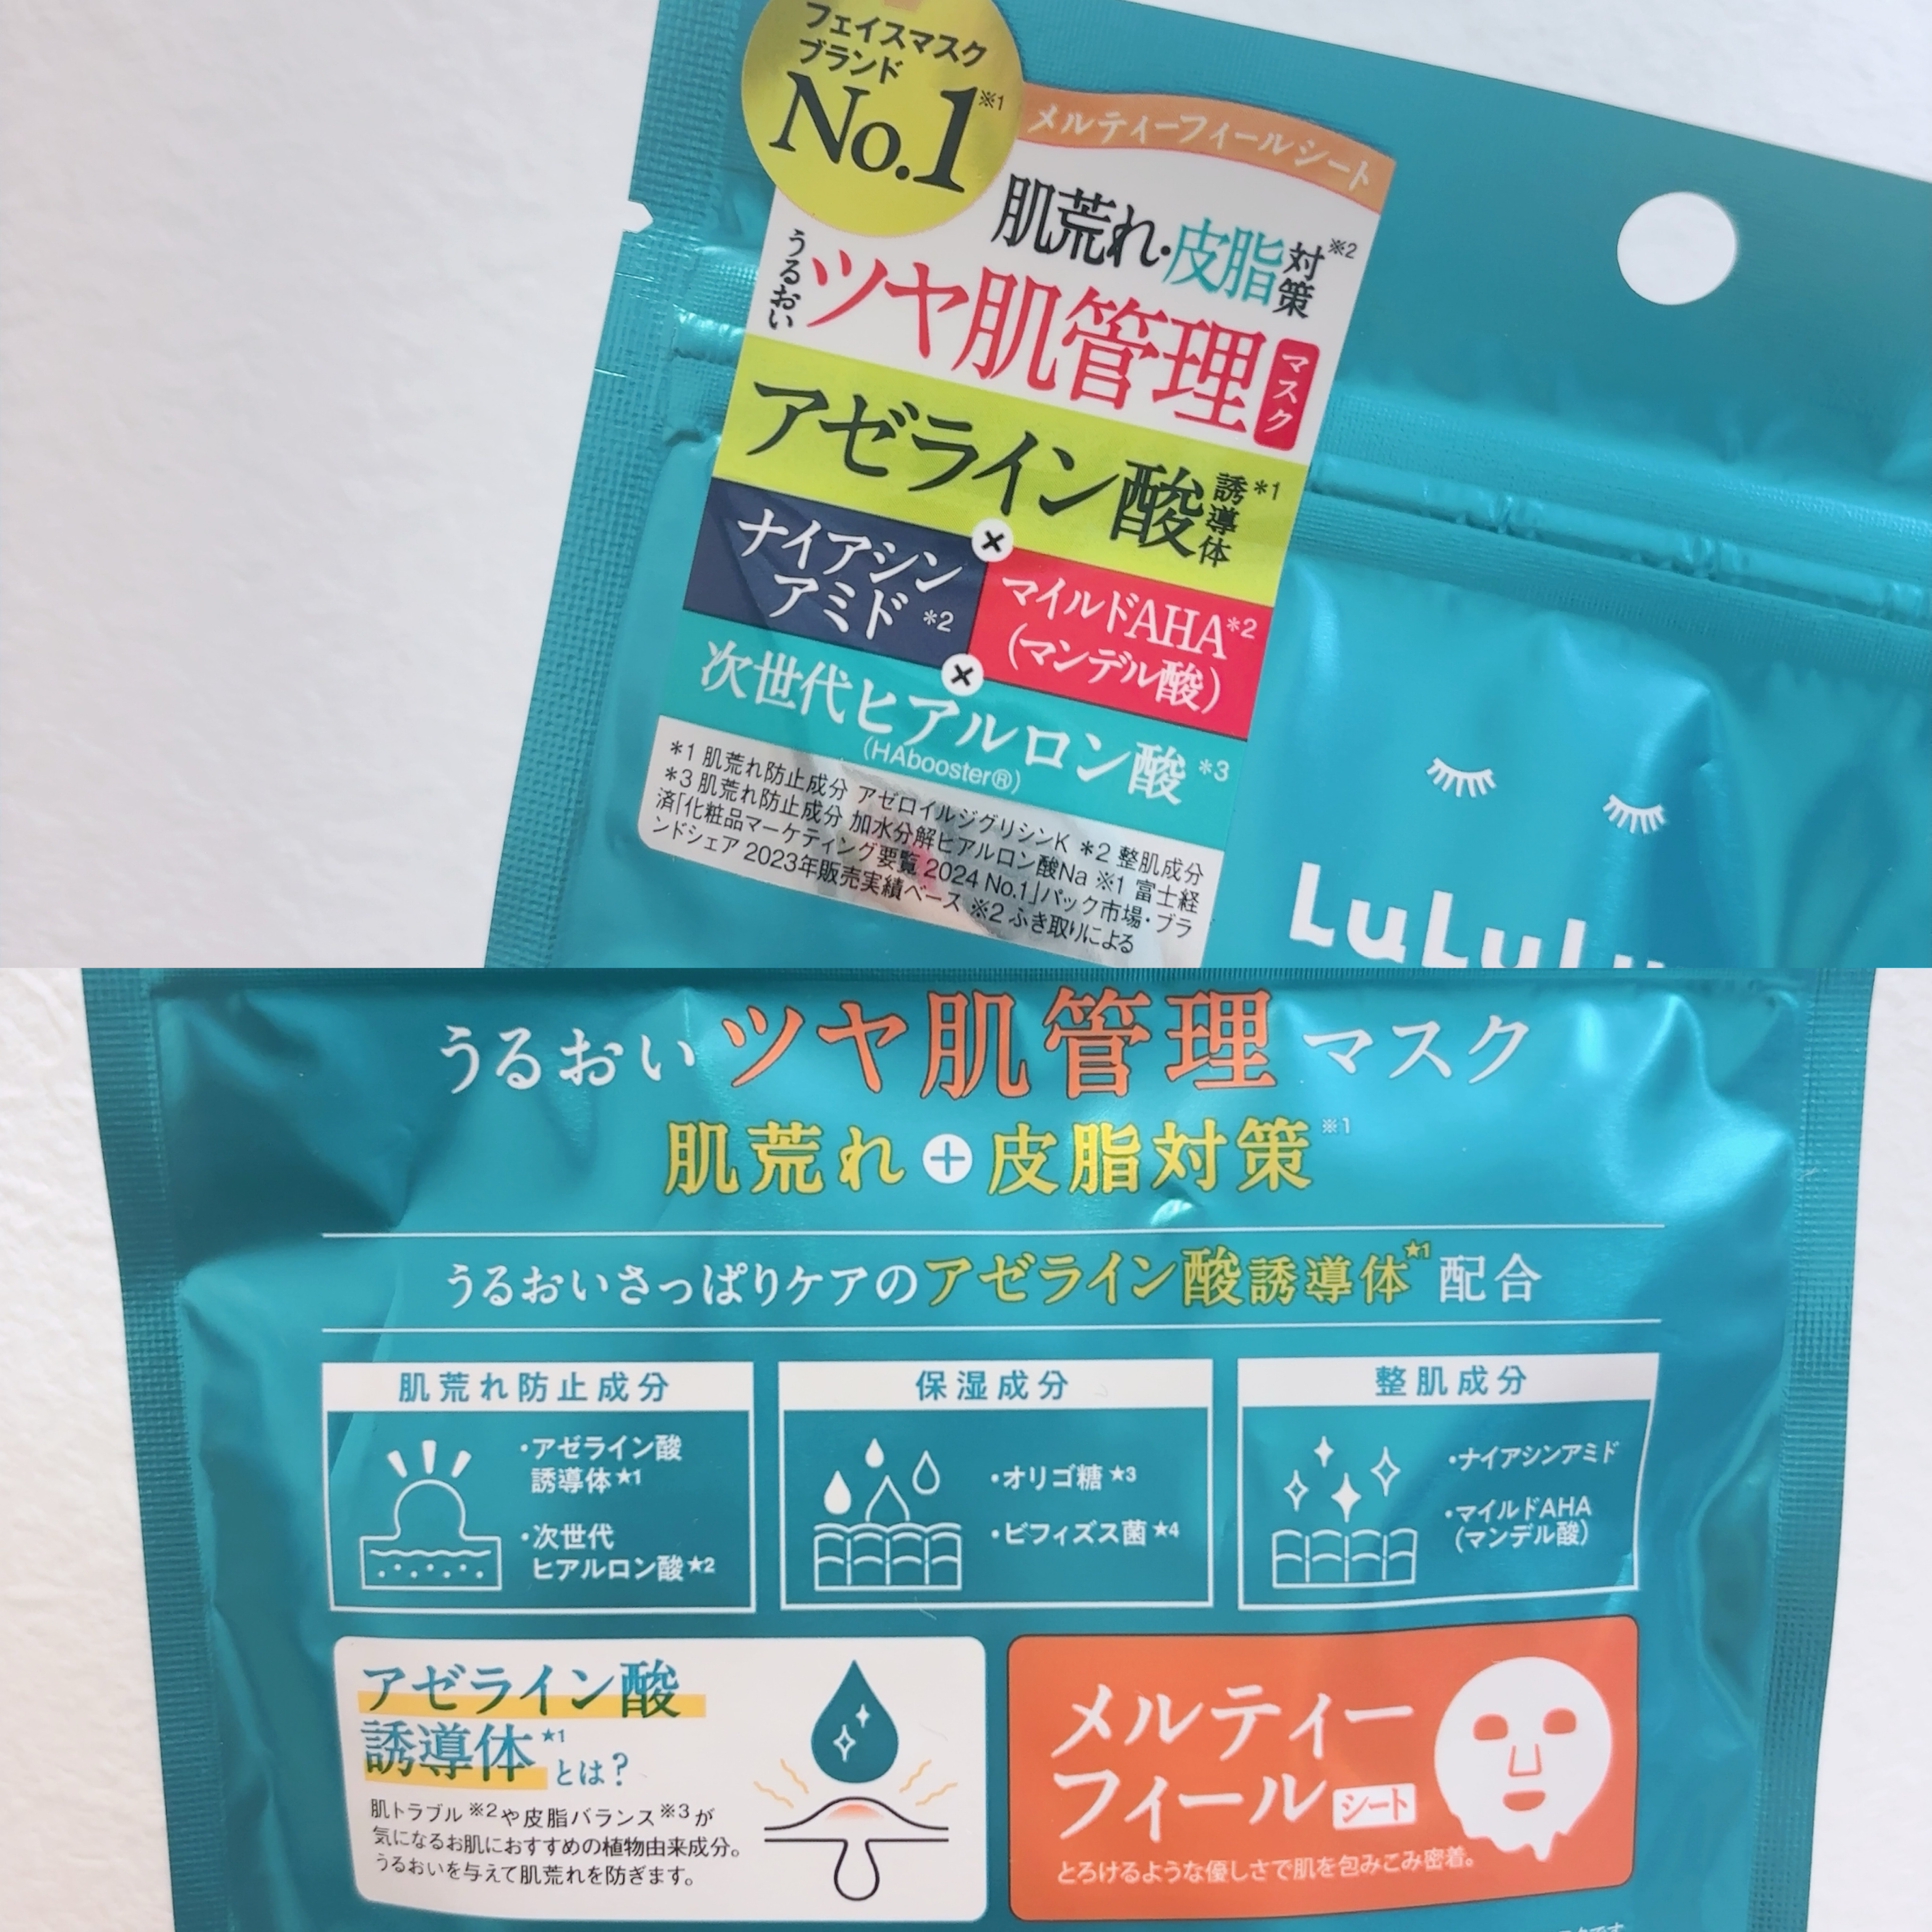 フェイスマスク
ブランド
No.1※1
メルティーフィールシート
肌荒れ・皮脂対策※2
うるおいツヤ肌管理マスク
アゼライン酸誘導体*1
×
ナイアシン
アミド*2
マイルドAHA*2
(マンデル酸)
×
次世代ヒアルロン酸*3
(HAbooster®)
*1 肌荒れ防止成分 アゼロイルジグリシンK *2 整肌成分
*3 肌荒れ防止成分 加水分解ヒアルロン酸Na ※1 富士経
済「化粧品マーケティング要覧 2024 No.1」パック市場・ブラ
ンドシェア 2023年販売実績ベース ※2 ふき取りによる
LuLuLu
うるおいツヤ肌管理マスク
肌荒れ+皮脂対策※1
うるおいさっぱりケアのアゼライン酸誘導体★1配合
肌荒れ防止成分
・アゼライン酸
誘導体★1
・次世代
ヒアルロン酸★2
保湿成分
・オリゴ糖★3
・ビフィズス菌★4
整肌成分
・ナイアシンアミド
・マイルドAHA
(マンデル酸)
アゼライン酸
誘導体★1とは?
肌トラブル※2や皮脂バランス※3が
気になるお肌におすすめの植物由来成分。
うるおいを与えて肌荒れを防ぎます。
メルティー
フィールシート
とろけるような優しさで肌を包みこみ密着。